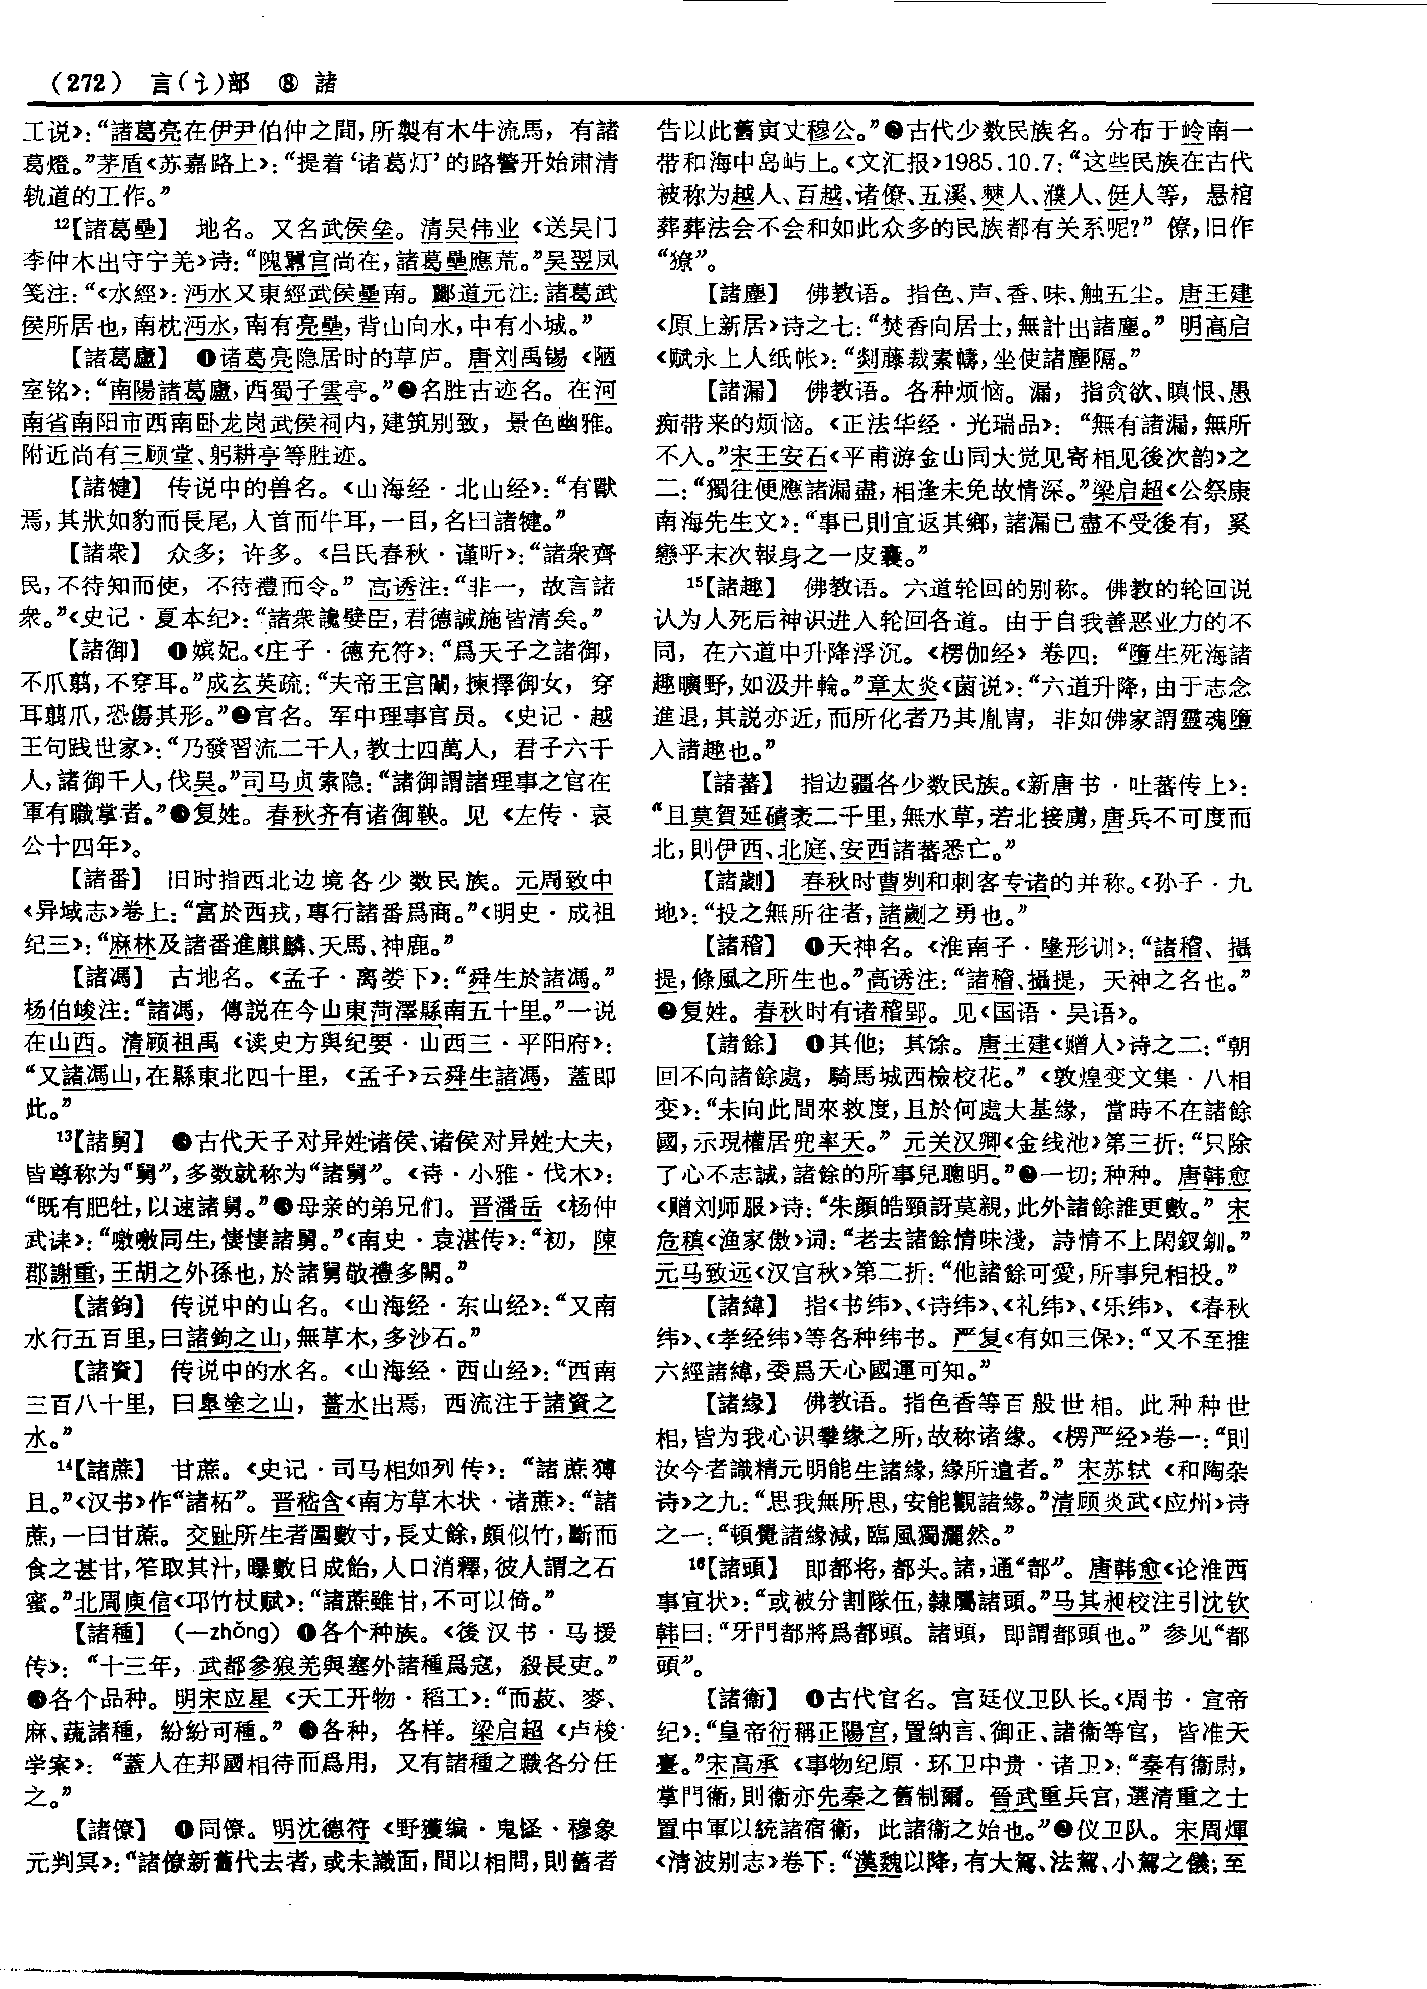 (272) 言(讠)部 ⑧ 諸
工说》:“諸葛亮在伊尹伯仲之間,所製有木牛流馬,有諸
葛燈。”茅盾《苏嘉路上》:“提着‘诸葛灯’的路警开始肃清
轨道的工作。”
12【諸葛壘】 地名。又名武侯垒。清吴伟业《送吴门
李仲木出守宁羌》诗:“隗囂宫尚在,諸葛壘應荒。”吴翌凤
笺注:“《水經》:沔水又東經武侯壘南。酈道元注:諸葛武
侯所居也,南枕沔水,南有亮壘,背山向水,中有小城。”
【諸葛廬】 ❶诸葛亮隐居时的草庐。唐刘禹锡《陋
室铭》:“南陽諸葛廬,西蜀子雲亭。”❷名胜古迹名。在河
南省南阳市西南卧龙岗武侯祠内,建筑别致,景色幽雅。
附近尚有三顾堂、躬耕亭等胜迹。
【諸犍】 传说中的兽名。《山海经·北山经》:“有獸
焉,其狀如豹而長尾,人首而牛耳,一目,名曰諸犍。”
【諸衆】 众多;许多。《吕氏春秋·谨听》:“諸衆齊
民,不待知而使,不待禮而令。”高诱注:“非一,故言諸
衆。”《史记·夏本纪》:“諸衆讒嬖臣,君德誠施皆清矣。”
【諸御】 ❶嫔妃。《庄子·德充符》:“爲天子之諸御,
不爪翦,不穿耳。”成玄英疏:“夫帝王宫闈,揀擇御女,穿
耳翦爪,恐傷其形。”❷官名。军中理事官员。《史记·越
王句践世家》:“乃發習流二千人,教士四萬人,君子六千
人,諸御千人,伐吴。”司马贞索隐:“諸御謂諸理事之官在
軍有職掌者。”❸复姓。春秋齐有诸御鞅。见《左传·哀
公十四年》。
【諸番】 旧时指西北边境各少数民族。元周致中
《异域志》卷上:“富於西戎,專行諸番爲商。”《明史·成祖
纪三》:“麻林及諸番進麒麟、天馬、神鹿。”
【諸馮】 古地名。《孟子·离娄下》:“舜生於諸馮。”
杨伯峻注:“諸馮,傳説在今山東菏澤縣南五十里。”一说
在山西。清顾祖禹《读史方舆纪要·山西三·平阳府》:
“又諸馮山,在縣東北四十里,《孟子》云舜生諸馮,蓋即
此。”
13【諸舅】 ❶古代天子对异姓诸侯、诸侯对异姓大夫,
皆尊称为“舅”,多数就称为“諸舅”。《诗·小雅·伐木》:
“既有肥牡,以速諸舅。”❷母亲的弟兄们。晋潘岳《杨仲
武诔》:“嗷嗷同生,悽悽諸舅。”《南史·袁湛传》:“初,陳
郡謝重,王胡之外孫也,於諸舅敬禮多闕。”
【諸鉤】 传说中的山名。《山海经·东山经》:“又南
水行五百里,曰諸鉤之山,無草木,多沙石。”
【諸資】 传说中的水名。《山海经·西山经》:“西南
三百八十里,曰臯塗之山,薔水出焉,西流注于諸資之
水。”
14【諸蔗】 甘蔗。《史记·司马相如列传》:“諸蔗猼
且。”《汉书》作“諸柘”。晋嵇含《南方草木状·诸蔗》:“諸
蔗,一曰甘蔗。交趾所生者圍數寸,長丈餘,頗似竹,斷而
食之甚甘,笮取其汁,曝數日成飴,入口消釋,彼人謂之石
蜜。”北周庾信《邛竹杖赋》:“諸蔗雖甘,不可以倚。”
【諸種】 (—zhǒng) ❶各个种族。《後汉书·马援
传》:“十三年,武都參狼羌與塞外諸種爲寇,殺長吏。”
❷各个品种。明宋应星《天工开物·稻工》:“而菽、麥、
麻、蔬諸種,紛紛可種。”❸各种,各样。梁启超《卢梭
学案》:“蓋人在邦國相待而爲用,又有諸種之職各分任
之。”
【諸僚】 ❶同僚。明沈德符《野獲编·鬼怪·穆象
元判冥》:“諸僚新舊代去者,或未識面,間以相問,則舊者
告以此舊寅丈穆公。”❷古代少数民族名。分布于岭南一
带和海中岛屿上。《文汇报》1985.10.7:“这些民族在古代
被称为越人、百越、诸僚、五溪、僰人、濮人、侹人等,悬棺
葬葬法会不会和如此众多的民族都有关系呢?”僚,旧作
“獠”。
【諸塵】 佛教语。指色、声、香、味、触五尘。唐王建
《原上新居》诗之七:“焚香向居士,無計出諸塵。”明高启
《赋永上人纸帐》:“剡藤裁素幬,坐使諸塵隔。”
【諸漏】 佛教语。各种烦恼。漏,指贪欲、瞋恨、愚
痴带来的烦恼。《正法华经·光瑞品》:“無有諸漏,無所
不入。”宋王安石《平甫游金山同大觉见寄相见後次韵》之
二:“獨往便應諸漏盡,相逢未免故情深。”梁启超《公祭康
南海先生文》:“事已則宜返其鄉,諸漏已盡不受後有,奚
戀乎末次報身之一皮囊。”
15【諸趣】 佛教语。六道轮回的别称。佛教的轮回说
认为人死后神识进入轮回各道。由于自我善恶业力的不
同,在六道中升降浮沉。《楞伽经》卷四:“墮生死海諸
趣曠野,如汲井輪。”章太炎《菌说》:“六道升降,由于志念
進退,其説亦近,而所化者乃其胤胄,非如佛家謂靈魂墮
入諸趣也。”
【諸蕃】 指边疆各少数民族。《新唐书·吐蕃传上》:
“且莫賀延磧袤二千里,無水草,若北接虜,唐兵不可度而
北,則伊西、北庭、安西諸蕃悉亡。”
【諸劌】 春秋时曹刿和刺客专诸的并称。《孙子·九
地》:“投之無所往者,諸劌之勇也。”
【諸稽】 ❶天神名。《淮南子·墬形训》:“諸稽、攝
提,條風之所生也。”高诱注:“諸稽、攝提,天神之名也。”
❷复姓。春秋时有诸稽郢。见《国语·吴语》。
【諸餘】 ❶其他;其馀。唐王建《赠人》诗之二:“朝
回不向諸餘處,騎馬城西檢校花。”《敦煌变文集·八相
变》:“未向此間來救度,且於何處大基緣,當時不在諸餘
國,示現權居兜率天。”元关汉卿《金线池》第三折:“只除
了心不志誠,諸餘的所事兒聰明。”❷一切;种种。唐韩愈
《赠刘师服》诗:“朱顔皓頸訝莫親,此外諸餘誰更數。”宋
危稹《渔家傲》词:“老去諸餘情味淺,詩情不上閑釵釧。”
元马致远《汉宫秋》第二折:“他諸餘可愛,所事兒相投。”
【諸緯】 指《书纬》、《诗纬》、《礼纬》、《乐纬》、《春秋
纬》、《孝经纬》等各种纬书。严复《有如三保》:“又不至推
六經諸緯,委爲天心國運可知。”
【諸緣】 佛教语。指色香等百般世相。此种种世
相,皆为我心识攀缘之所,故称诸缘。《楞严经》卷一:“則
汝今者識精元明能生諸緣,緣所遺者。”宋苏轼《和陶杂
诗》之九:“思我無所思,安能觀諸緣。”清顾炎武《应州》诗
之一:“頓覺諸緣減,臨風獨灑然。”
16【諸頭】 即都将,都头。諸,通“都”。唐韩愈《论淮西
事宜状》:“或被分割隊伍,隸屬諸頭。”马其昶校注引沈钦
韩曰:“牙門都將爲都頭。諸頭,即謂都頭也。”参见“都
頭”。
【諸衛】 ❶古代官名。宫廷仪卫队长。《周书·宣帝
纪》:“皇帝衍稱正陽宫,置納言、御正、諸衛等官,皆准天
臺。”宋高承《事物纪原·环卫中贵·诸卫》:“秦有衛尉,
掌門衛,則衛亦先秦之舊制爾。晉武重兵官,選清重之士
置中軍以統諸宿衛,此諸衛之始也。”❷仪卫队。宋周煇
《清波别志》卷下:“漢魏以降,有大駕、法駕、小駕之儀;至